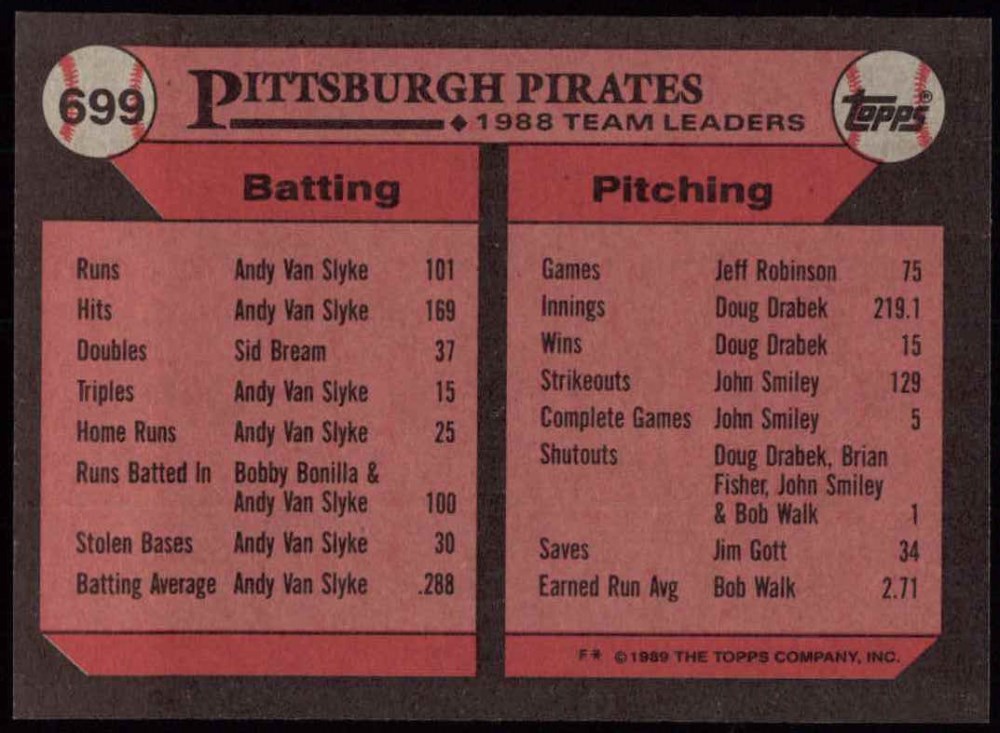 699
PITTSBURGH PIRATES
1988 TEAM LEADERS
TOPPS®
Batting
Runs Andy Van Slyke 101
Hits Andy Van Slyke 169
Doubles Sid Bream 37
Triples Andy Van Slyke 15
Home Runs Andy Van Slyke 25
Runs Batted In Bobby Bonilla &
Andy Van Slyke 100
Stolen Bases Andy Van Slyke 30
Batting Average Andy Van Slyke .288
Pitching
Games Jeff Robinson 75
Innings Doug Drabek 219.1
Wins Doug Drabek 15
Strikeouts John Smiley 129
Complete Games John Smiley 5
Shutouts Doug Drabek, Brian
Fisher, John Smiley
& Bob Walk 1
Saves Jim Gott 34
Earned Run Avg Bob Walk 2.71
F* ©1989 THE TOPPS COMPANY, INC.